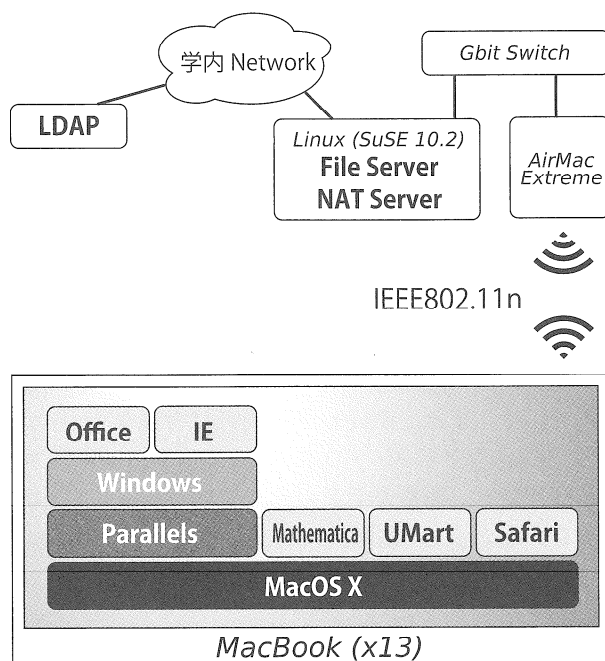 学内 Network
Gbit Switch
LDAP
Linux (SuSE 10.2)
File Server
NAT Server
AirMac
Extreme
IEEE802.11n
Office
IE
Windows
Parallels
Mathematica
UMart
Safari
MacOS X
MacBook (x13)